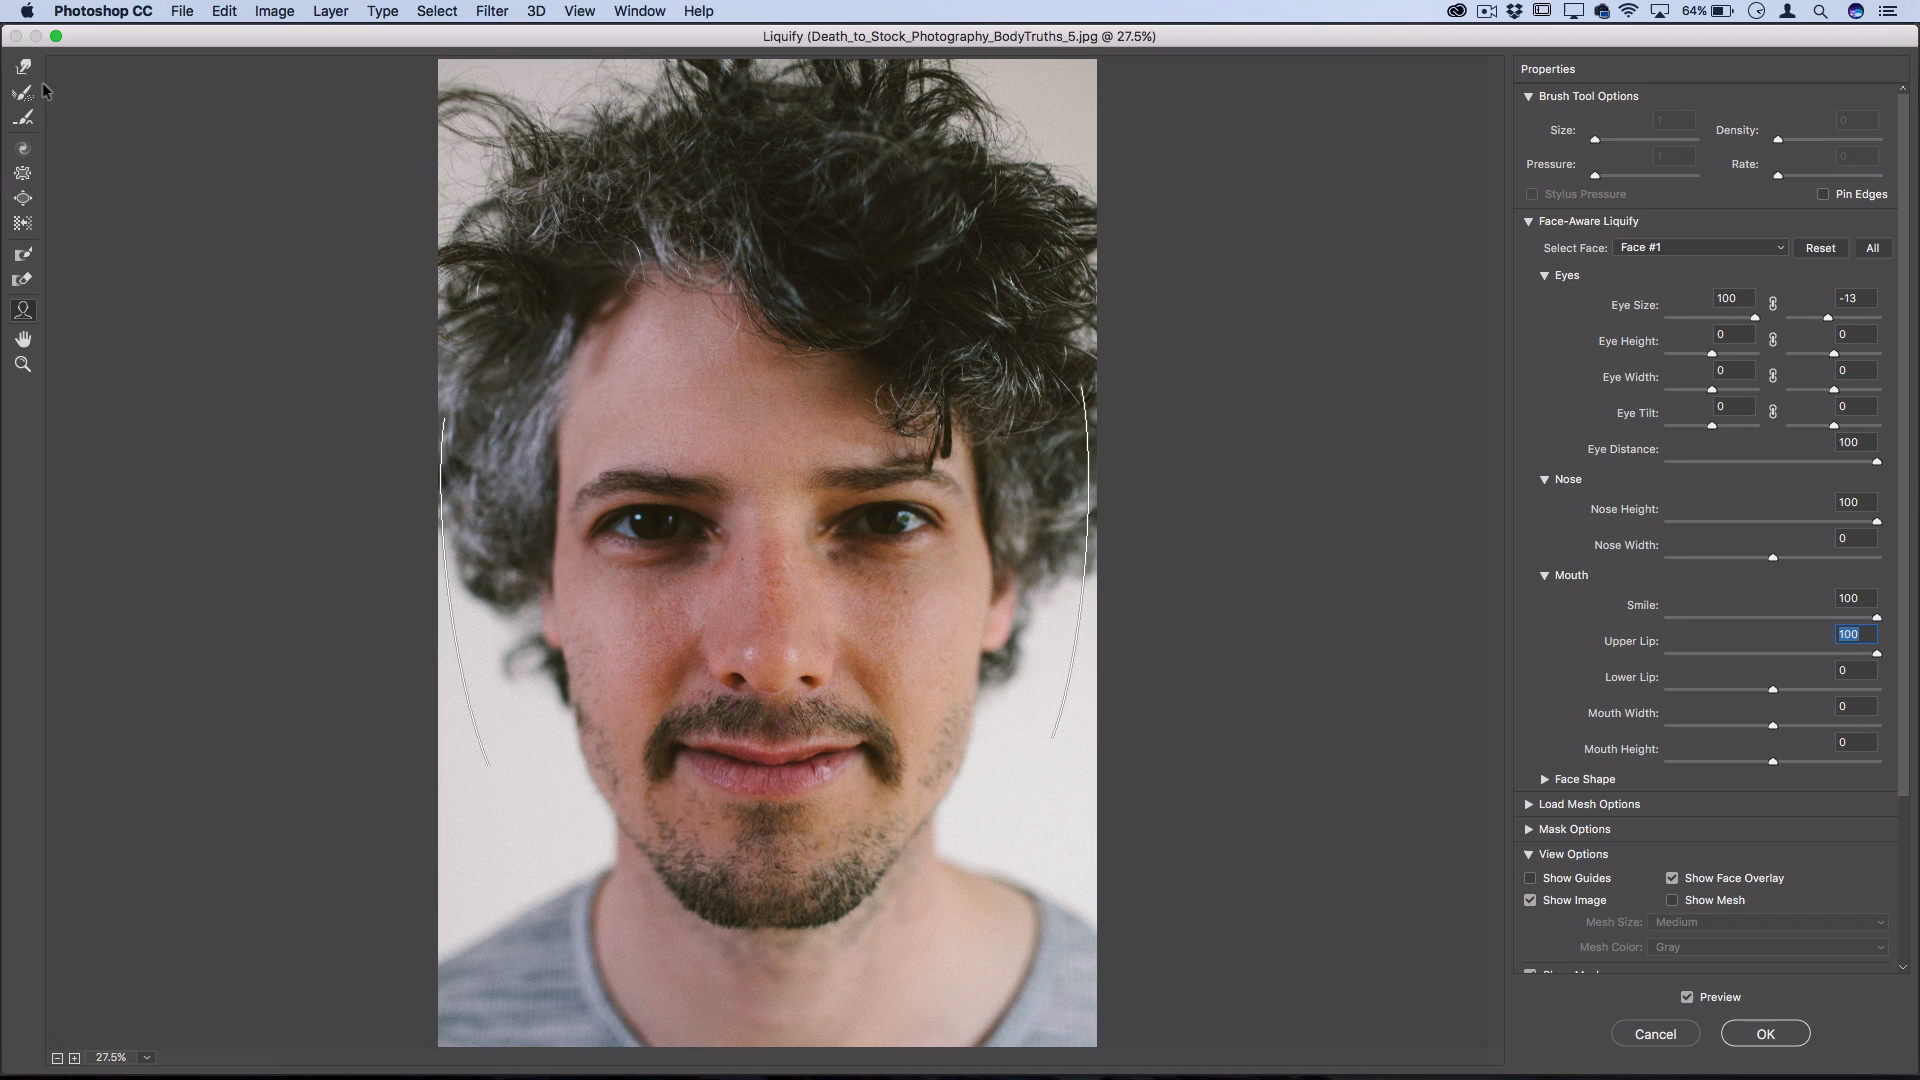 Photoshop CC File Edit Image Layer Type Select Filter 3D View Window Help 64%
Liquify (Death_to_Stock_Photography_BodyTruths_5.jpg @ 27.5%)
Properties
Brush Tool Options
Size: 1 Density: 0
Pressure: 1 Rate: 0
Stylus Pressure Pin Edges
Face-Aware Liquify
Select Face: Face #1 Reset All
Eyes
Eye Size: 100 -13
Eye Height: 0 0
Eye Width: 0 0
Eye Tilt: 0 0
Eye Distance: 100
Nose
Nose Height: 100
Nose Width: 0
Mouth
Smile: 100
Upper Lip: 100
Lower Lip: 0
Mouth Width: 0
Mouth Height: 0
Face Shape
Load Mesh Options
Mask Options
View Options
Show Guides Show Face Overlay
Show Image Show Mesh
Mesh Size: Medium
Mesh Color: Gray
Preview
Cancel OK
27.5%